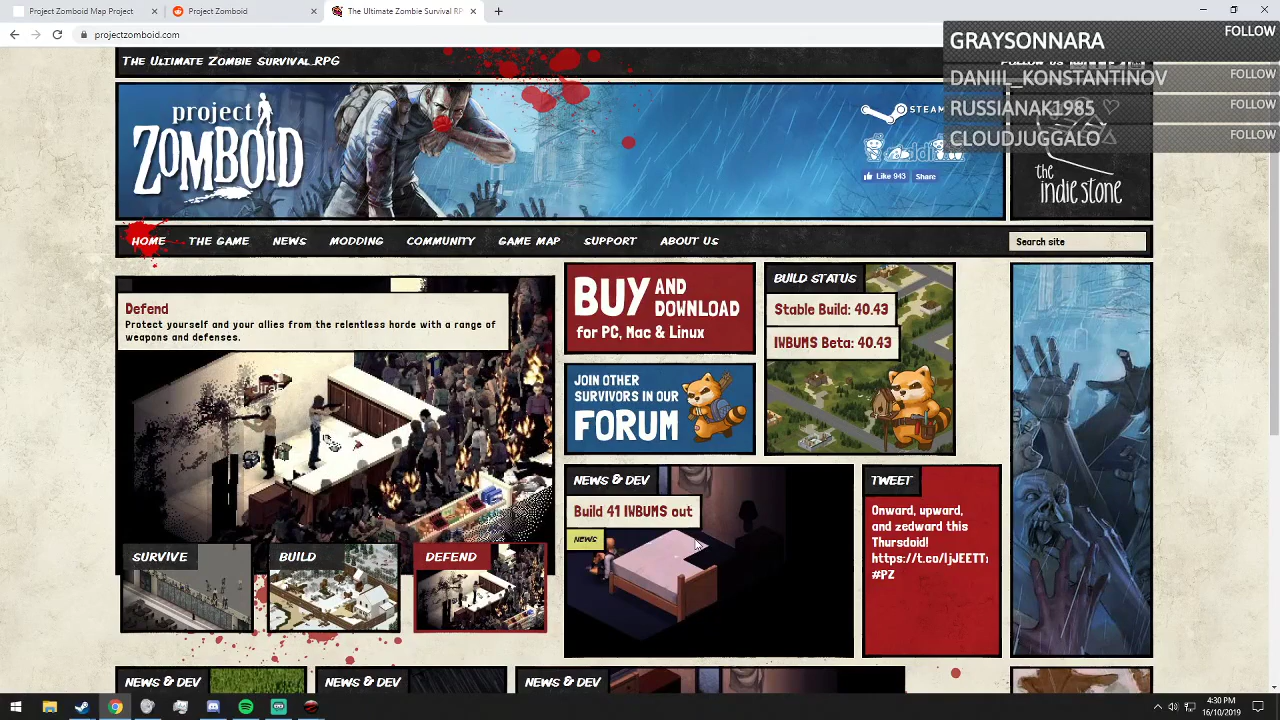 Project Zomboid Map Project
Project Zomboid
The Ultimate Zombie Survival RP
projectzomboid.com
GRAYSONNARA FOLLOW
DANIIL_KONSTANTINOV FOLLOW
RUSSIANAK1985 FOLLOW
CLOUDJUGGALO FOLLOW
The Ultimate Zombie Survival RPG
FOLLOW US
project
ZOMBOID
STEAM
Like 943 Share
the
indie stone
HOME THE GAME NEWS MODDING COMMUNITY GAME MAP SUPPORT ABOUT US Search site
Defend
Protect yourself and your allies from the relentless horde with a range of
weapons and defenses.
SURVIVE BUILD DEFEND
BUY AND
DOWNLOAD
for PC, Mac & Linux
JOIN OTHER
SURVIVORS IN OUR
FORUM
BUILD STATUS
Stable Build: 40.43
IWBUMS Beta: 40.43
NEWS & DEV
Build 41 IWBUMS out
NEWS
TWEET
Onward, upward,
and zedward this
Thursdoid!
#PZ
NEWS & DEV NEWS & DEV NEWS & DEV
4:30 PM
16/10/2019